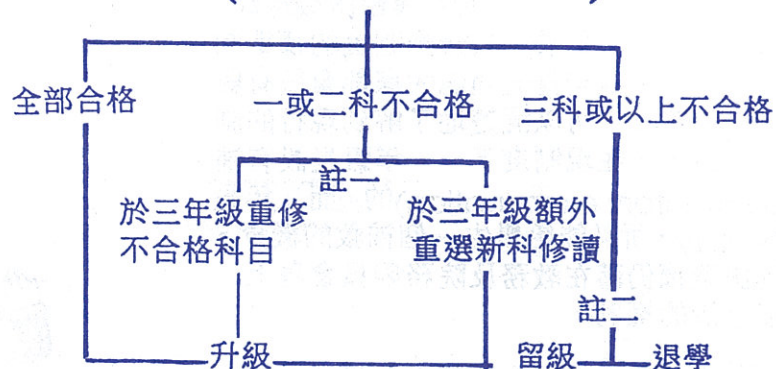 全部合格
一或二科不合格
三科或以上不合格
註一
於三年級重修
不合格科目
於三年級額外
重選新科修讀
註二
升級
留級
退學